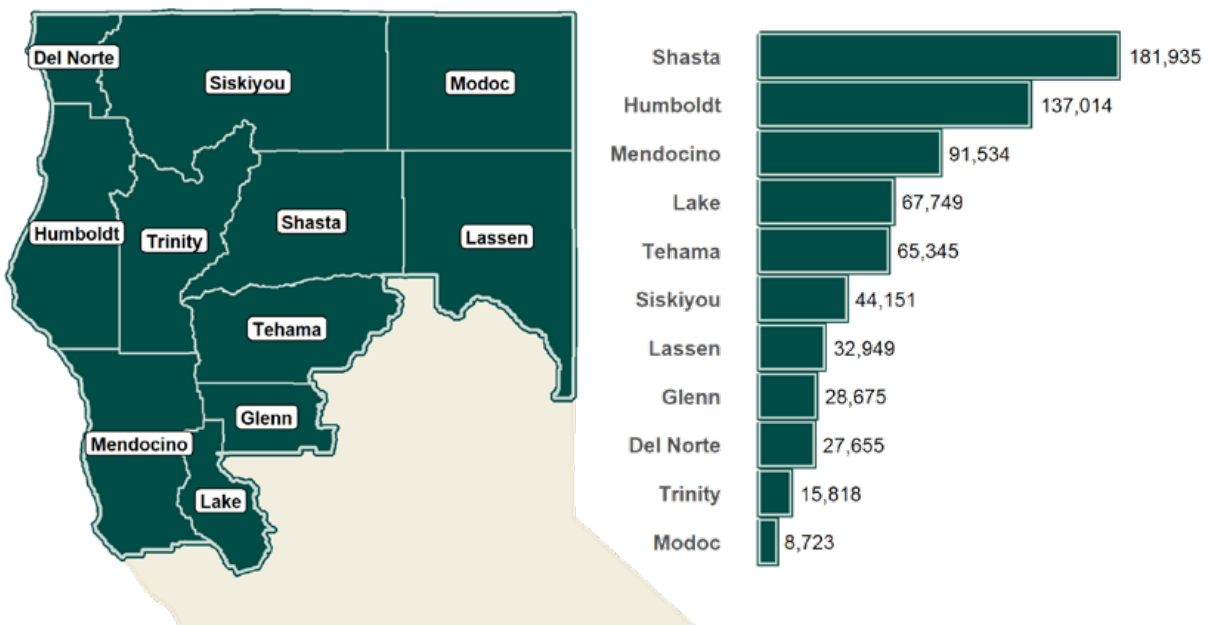 Del Norte
Siskiyou
Modoc
Humboldt
Trinity
Shasta
Lassen
Tehama
Glenn
Mendocino
Lake
Shasta 181,935
Humboldt 137,014
Mendocino 91,534
Lake 67,749
Tehama 65,345
Siskiyou 44,151
Lassen 32,949
Glenn 28,675
Del Norte 27,655
Trinity 15,818
Modoc 8,723